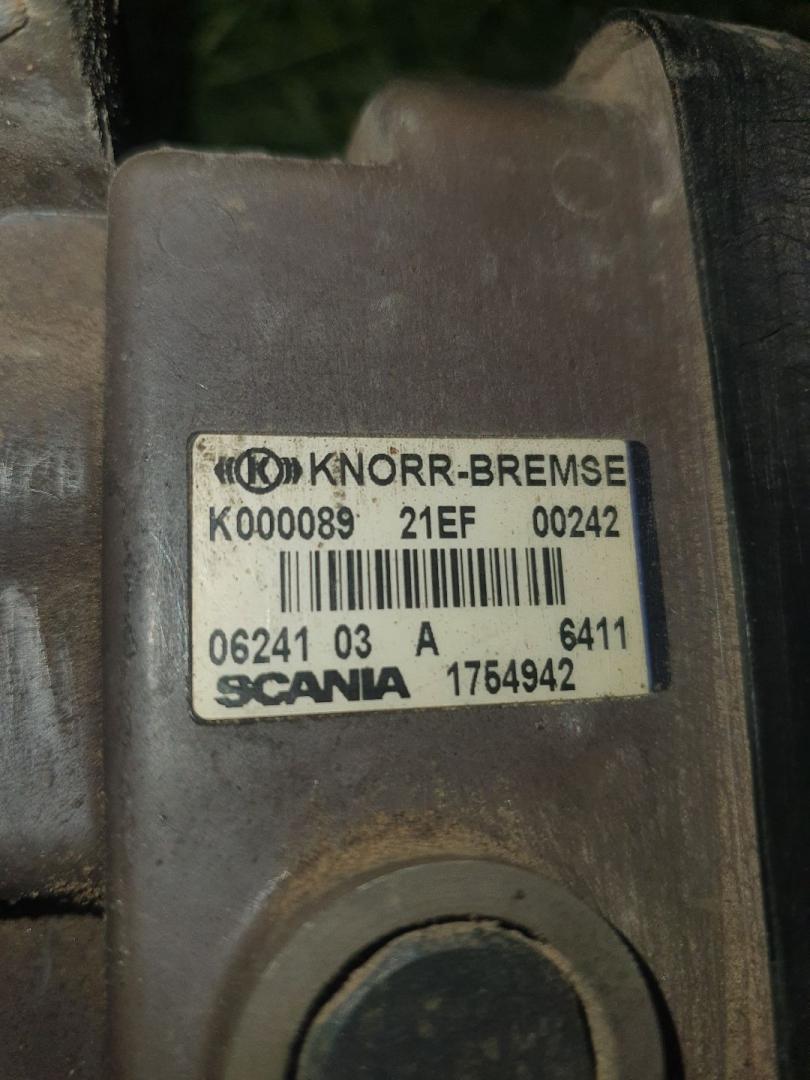 K KNORR-BREMSE
K000089 21EF 00242
06241 03 A 6411
SCANIA 1754942